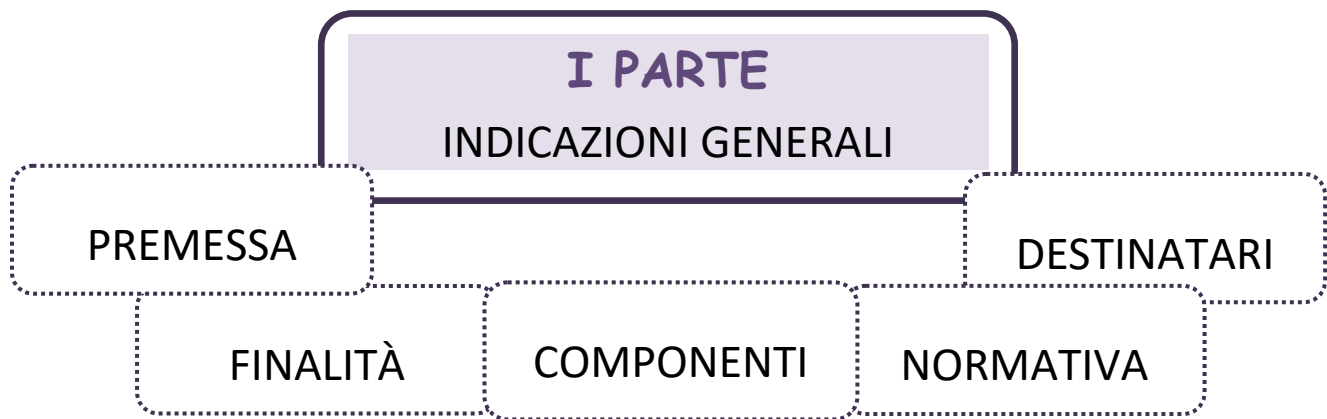 I PARTE
INDICAZIONI GENERALI
PREMESSA
DESTINATARI
FINALITÀ
COMPONENTI
NORMATIVA